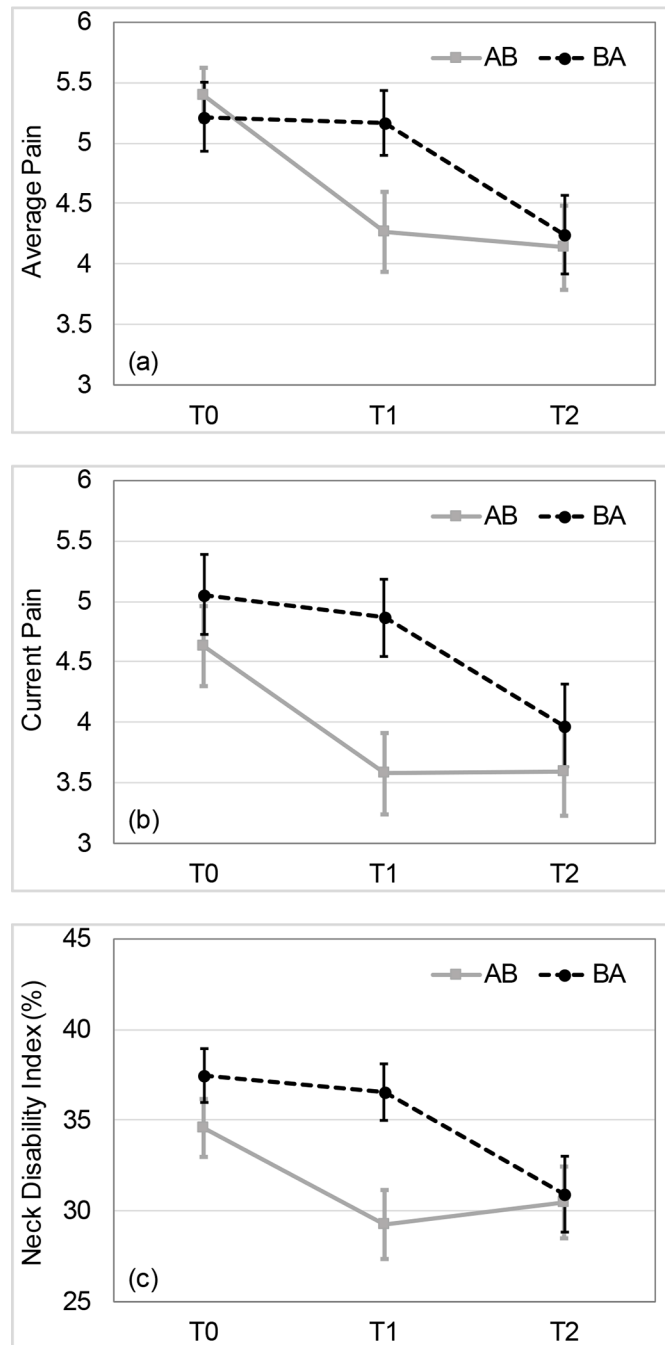 6
AB BA
5.5
5
Average Pain
4.5
4
3.5
(a)
3
T0 T1 T2
6
AB BA
5.5
5
Current Pain
4.5
4
3.5
(b)
3
T0 T1 T2
45
AB BA
40
Neck Disability Index (%)
35
30
(c)
25
T0 T1 T2